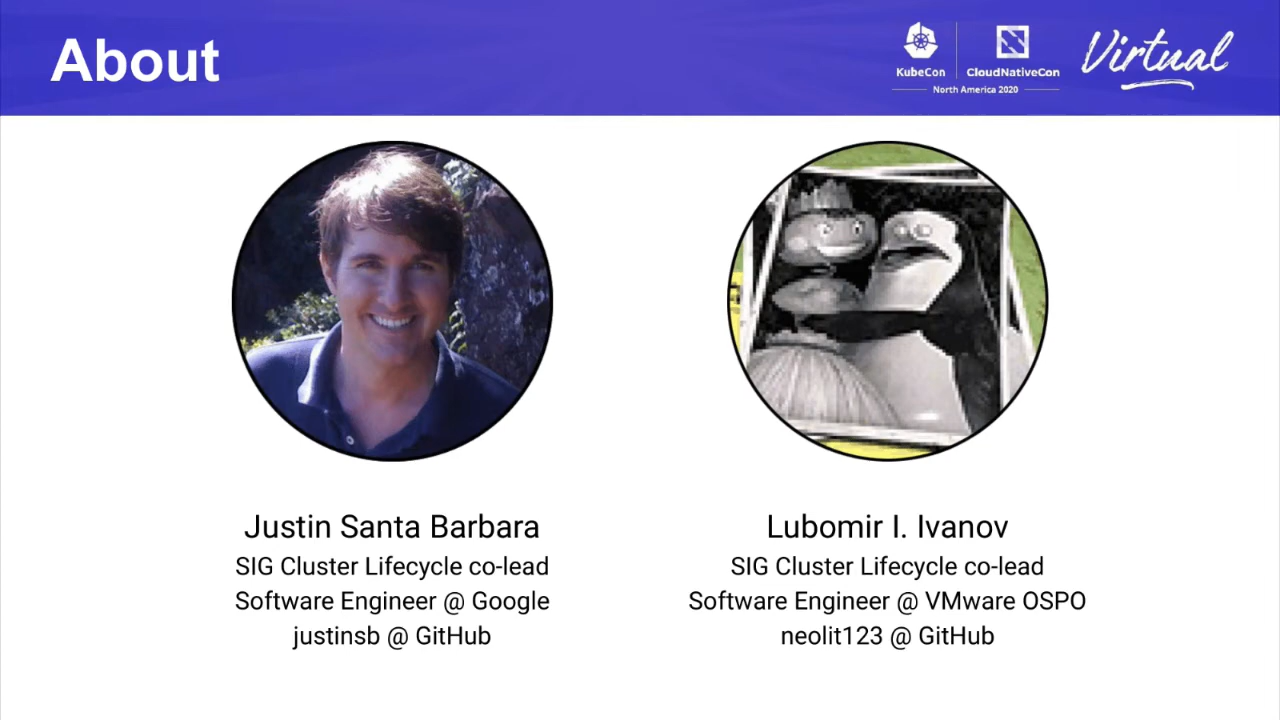 About
KubeCon
CloudNativeCon
North America 2020
Virtual
Justin Santa Barbara
SIG Cluster Lifecycle co-lead
Software Engineer @ Google
justinsb @ GitHub
Lubomir I. Ivanov
SIG Cluster Lifecycle co-lead
Software Engineer @ VMware OSPO
neolit123 @ GitHub